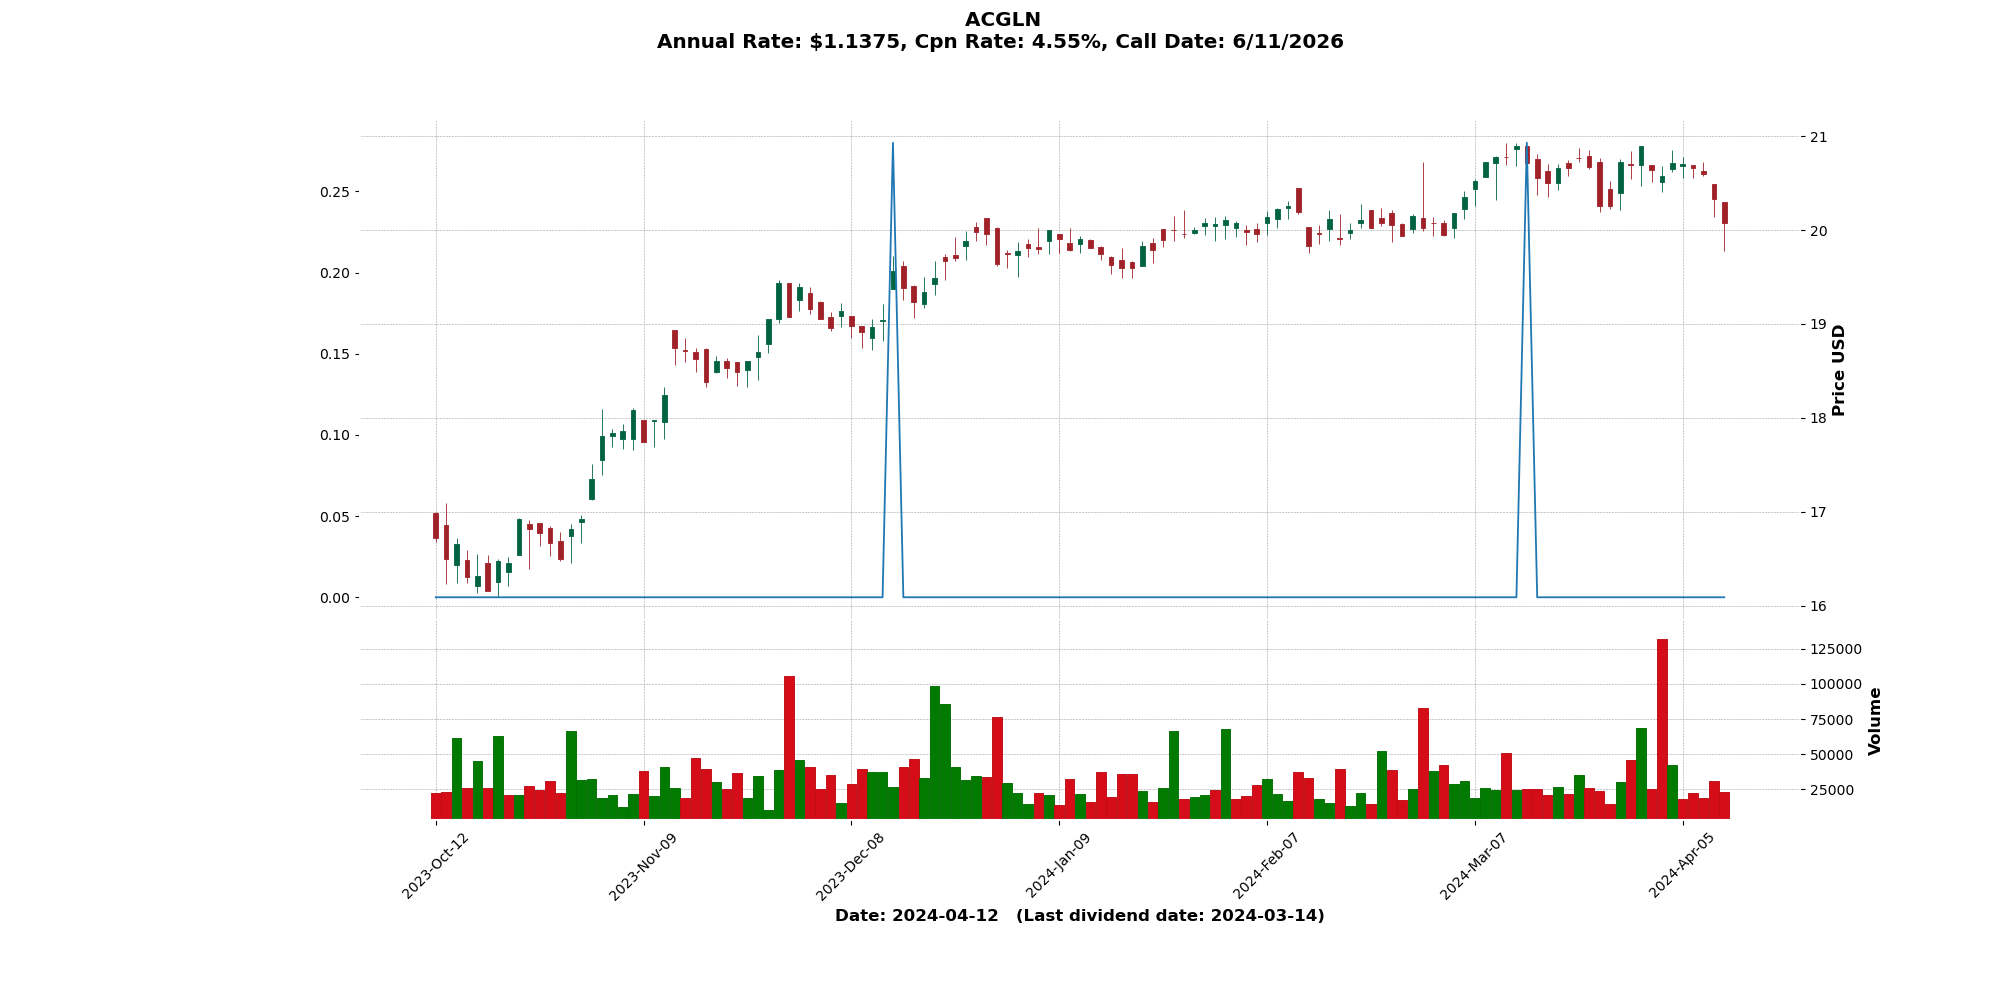 ACGLN
Annual Rate: $1.1375, Cpn Rate: 4.55%, Call Date: 6/11/2026
0.25
0.20
0.15
0.10
0.05
0.00
21
20
19
18
17
16
Price USD
125000
100000
75000
50000
25000
Volume
2023-Oct-12
2023-Nov-09
2023-Dec-08
2024-Jan-09
2024-Feb-07
2024-Mar-07
2024-Apr-05
Date: 2024-04-12 (Last dividend date: 2024-03-14)